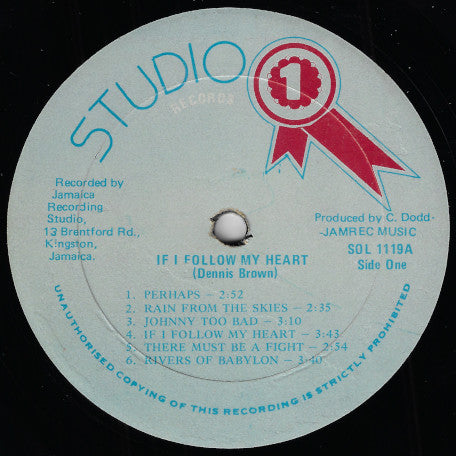 STUDIO 1
RECORDS
Recorded by
Jamaica
Recording
Studio,
13 Brentford Rd.,
Kingston,
Jamaica.
Produced by C. Dodd-
-JAMREC MUSIC
SOL 1119A
Side One
IF I FOLLOW MY HEART
(Dennis Brown)
1. PERHAPS – 2:52
2. RAIN FROM THE SKIES – 2:35
3. JOHNNY TOO BAD – 3:10
4. IF I FOLLOW MY HEART – 3:43
5. THERE MUST BE A FIGHT – 2:54
6. RIVERS OF BABYLON – 3:40
UNAUTHORISED COPYING OF THIS RECORDING IS STRICTLY PROHIBITED